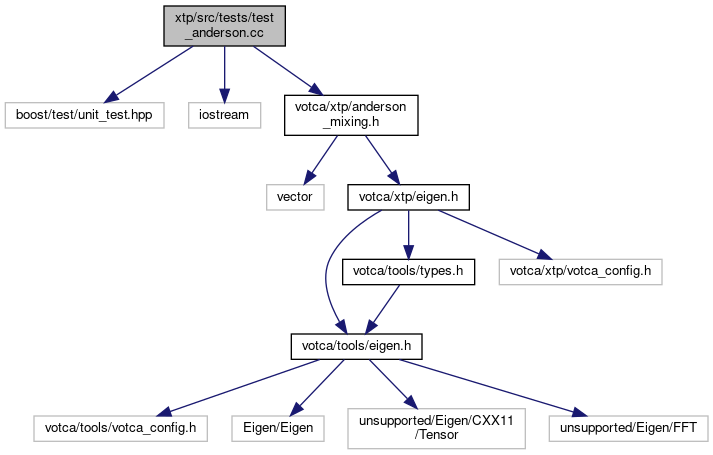 xtp/src/tests/test
_anderson.cc
boost/test/unit_test.hpp
iostream
votca/xtp/anderson
_mixing.h
vector
votca/xtp/eigen.h
votca/tools/types.h
votca/xtp/votca_config.h
votca/tools/eigen.h
votca/tools/votca_config.h
Eigen/Eigen
unsupported/Eigen/CXX11
/Tensor
unsupported/Eigen/FFT